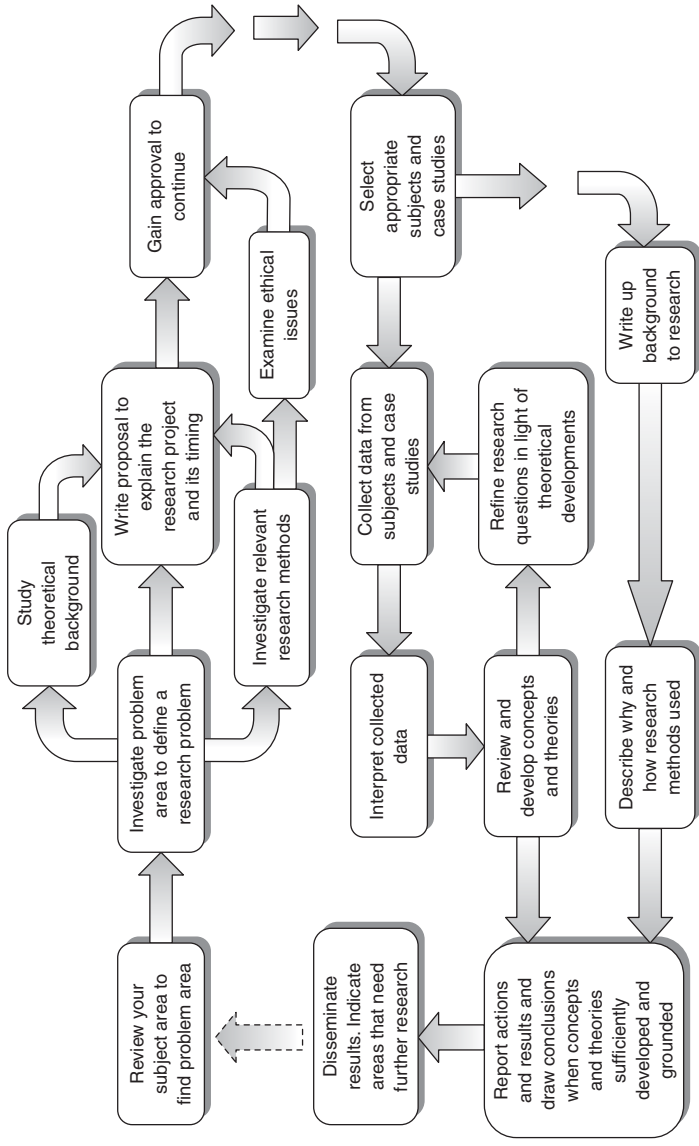 Review your
subject area to
find problem area
Investigate problem
area to define a
research problem
Study
theoretical
background
Investigate relevant
research methods
Write proposal to
explain the
research project
and its timing
Examine ethical
issues
Gain approval to
continue
Select
appropriate
subjects and
case studies
Collect data from
subjects and case
studies
Interpret collected
data
Review and
develop concepts
and theories
Refine research
questions in light of
theoretical
developments
Write up
background
to research
Describe why and
how research
methods used
Report actions
and results and
draw conclusions
when concepts
and theories
sufficiently
developed and
grounded
Disseminate
results. Indicate
areas that need
further research